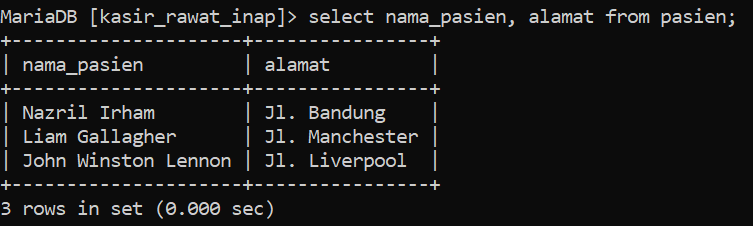 MariaDB [kasir_rawat_inap]> select nama_pasien, alamat from pasien;
+---------------------+----------------+
| nama_pasien         | alamat         |
+---------------------+----------------+
| Nazril Irham        | Jl. Bandung    |
| Liam Gallagher      | Jl. Manchester |
| John Winston Lennon | Jl. Liverpool  |
+---------------------+----------------+
3 rows in set (0.000 sec)